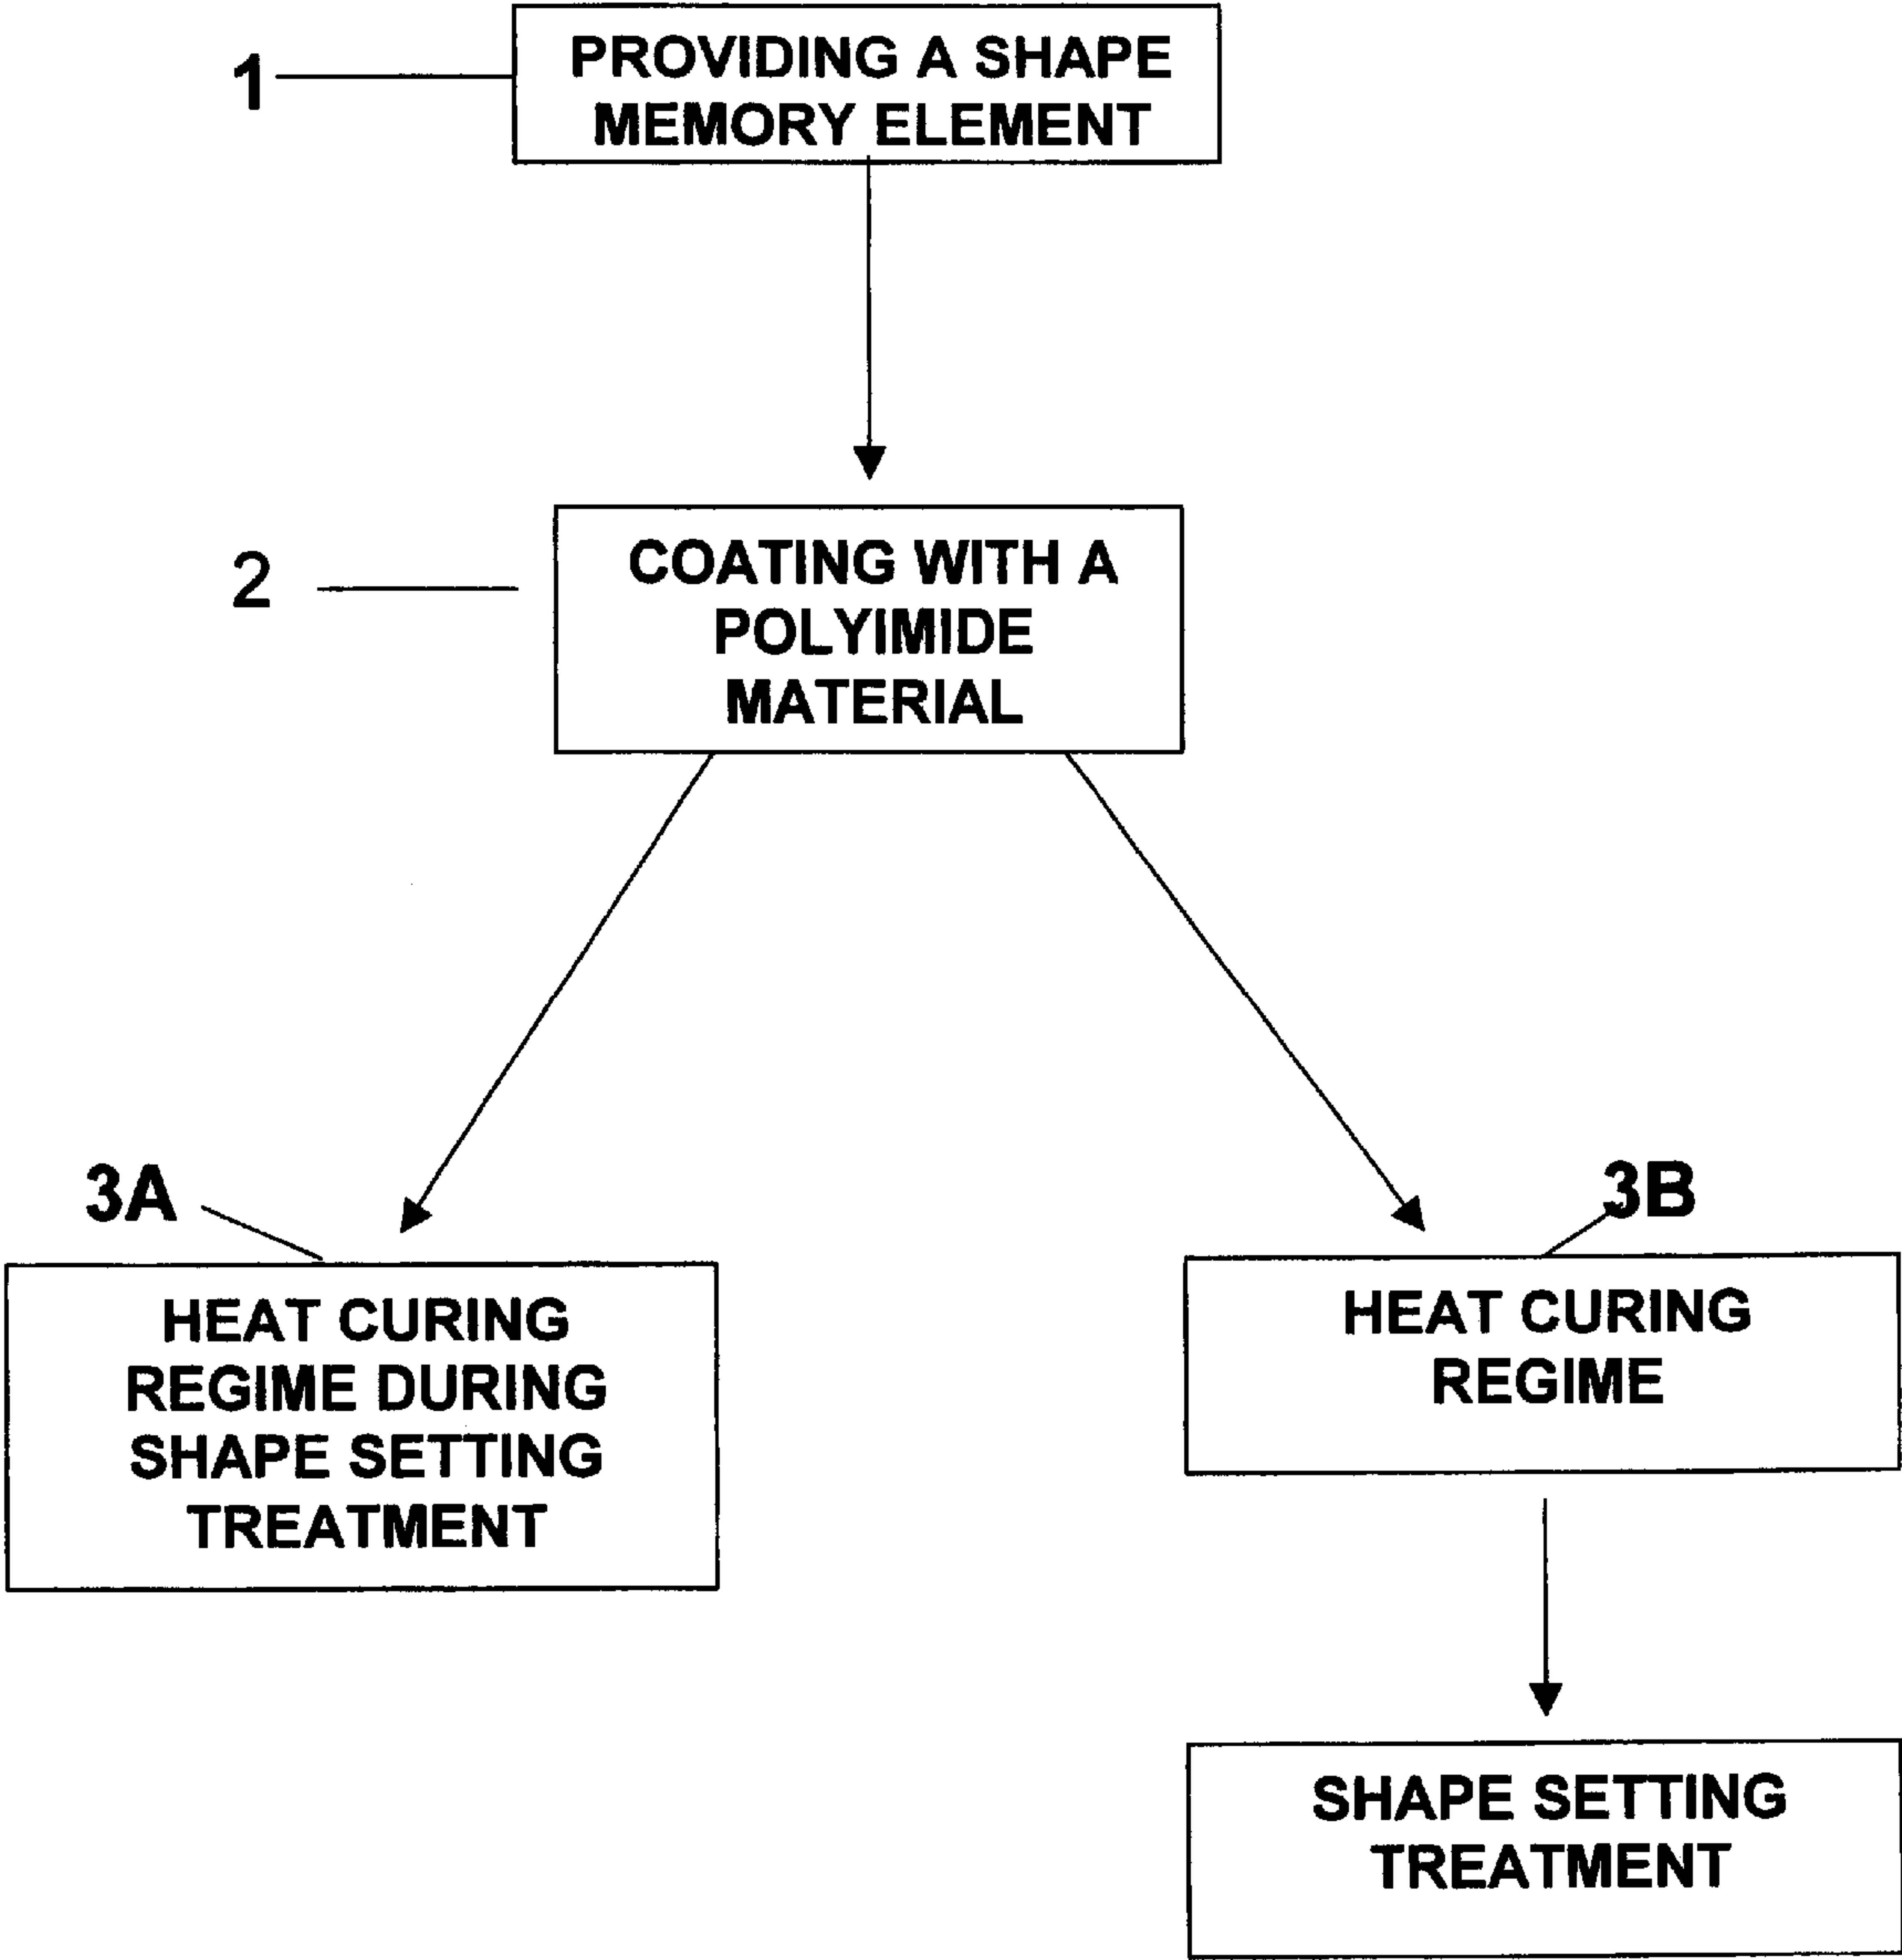 1
PROVIDING A SHAPE
MEMORY ELEMENT
2
COATING WITH A
POLYIMIDE
MATERIAL
3A
HEAT CURING
REGIME DURING
SHAPE SETTING
TREATMENT
3B
HEAT CURING
REGIME
SHAPE SETTING
TREATMENT